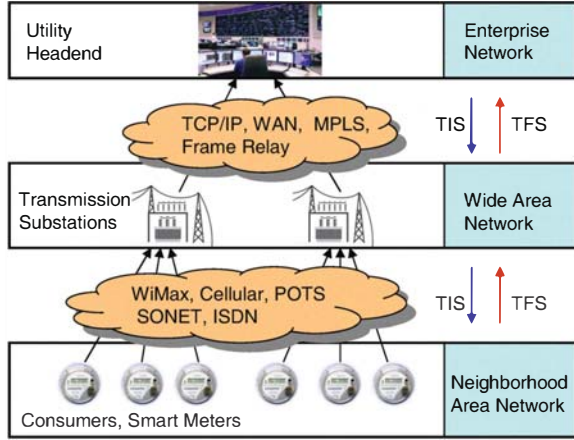 Utility
Headend
Enterprise
Network
TCP/IP, WAN, MPLS,
Frame Relay
TIS
TFS
Transmission
Substations
Wide Area
Network
WiMax, Cellular, POTS
SONET, ISDN
TIS
TFS
Consumers, Smart Meters
Neighborhood
Area Network